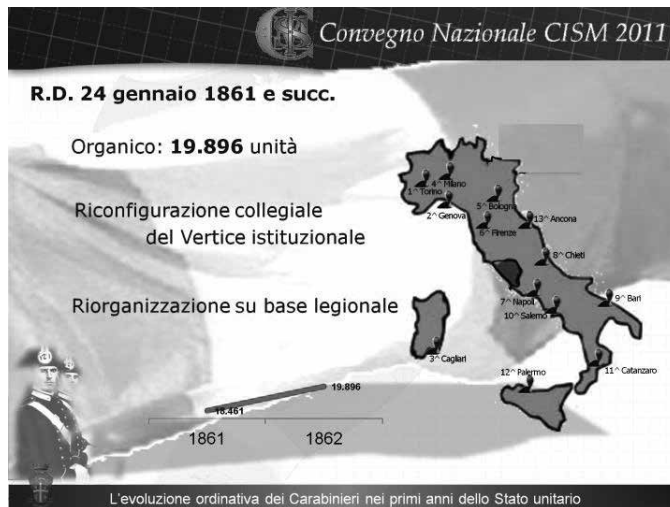 Convegno Nazionale CISM 2011
R.D. 24 gennaio 1861 e succ.
Organico: 19.896 unità
Riconfigurazione collegiale
del Vertice istituzionale
Riorganizzazione su base legionale
1^ Torino
4^ Milano
2^ Genova
5^ Bologna
6^ Firenze
13^ Ancona
8^ Chieti
7^ Napoli
9^ Bari
10^ Salerno
3^ Cagliari
12^ Palermo
11^ Catanzaro
18.461
19.896
1861
1862
L'evoluzione ordinativa dei Carabinieri nei primi anni dello Stato unitario